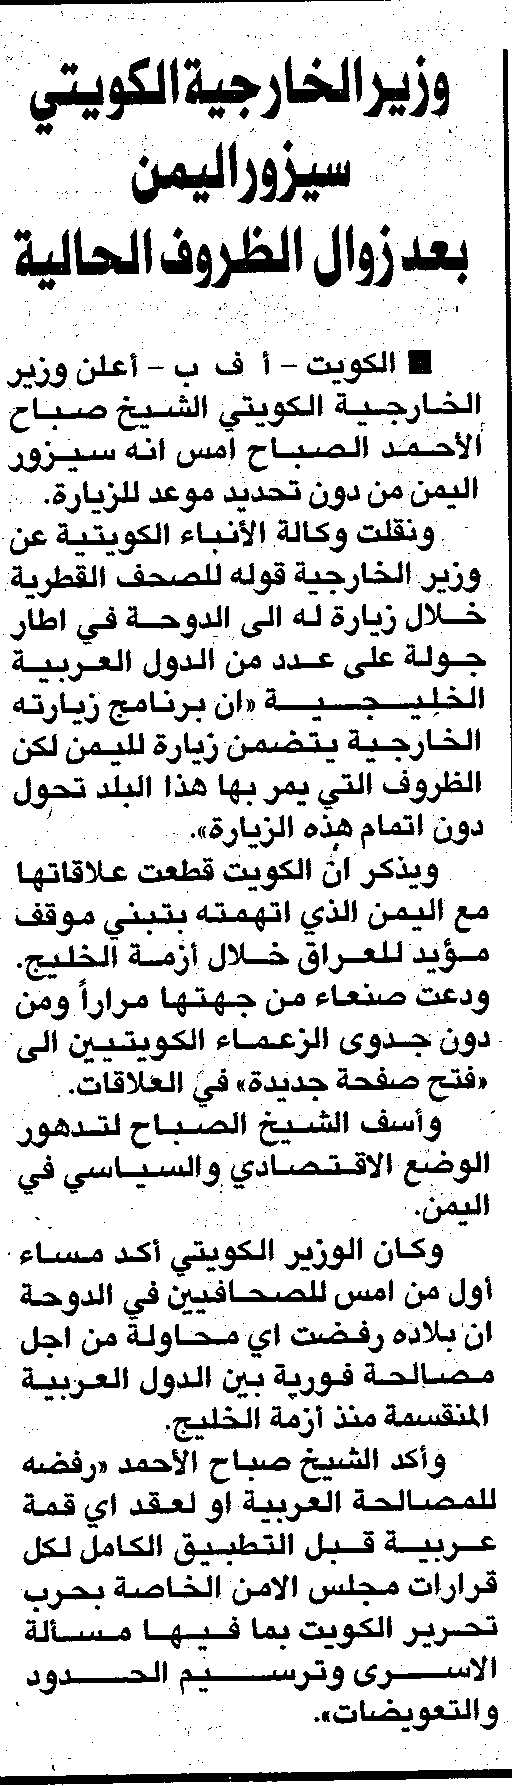 وزير الخارجية الكويتي
سيزور اليمن
بعد زوال الظروف الحالية
■ الكويت - أ ف ب - أعلن وزير
الخارجية الكويتي الشيخ صباح
الأحمد الصباح امس انه سيزور
اليمن من دون تحديد موعد للزيارة.
ونقلت وكالة الأنباء الكويتية عن
وزير الخارجية قوله للصحف القطرية
خلال زيارة له الى الدوحة في اطار
جولة على عدد من الدول العربية
الخليجية «ان برنامج زيارته
الخارجية يتضمن زيارة لليمن لكن
الظروف التي يمر بها هذا البلد تحول
دون اتمام هذه الزيارة».
ويذكر ان الكويت قطعت علاقاتها
مع اليمن الذي اتهمته بتبني موقف
مؤيد للعراق خلال أزمة الخليج.
ودعت صنعاء من جهتها مراراً ومن
دون جدوى الزعماء الكويتيين الى
«فتح صفحة جديدة» في العلاقات.
وأسف الشيخ الصباح لتدهور
الوضع الاقتصادي والسياسي في
اليمن.
وكان الوزير الكويتي أكد مساء
أول من امس للصحافيين في الدوحة
ان بلاده رفضت اي محاولة من اجل
مصالحة فورية بين الدول العربية
المنقسمة منذ أزمة الخليج.
وأكد الشيخ صباح الأحمد «رفضه
للمصالحة العربية او لعقد اي قمة
عربية قبل التطبيق الكامل لكل
قرارات مجلس الامن الخاصة بحرب
تحرير الكويت بما فيها مسألة
الاسرى وترسيم الحدود
والتعويضات».